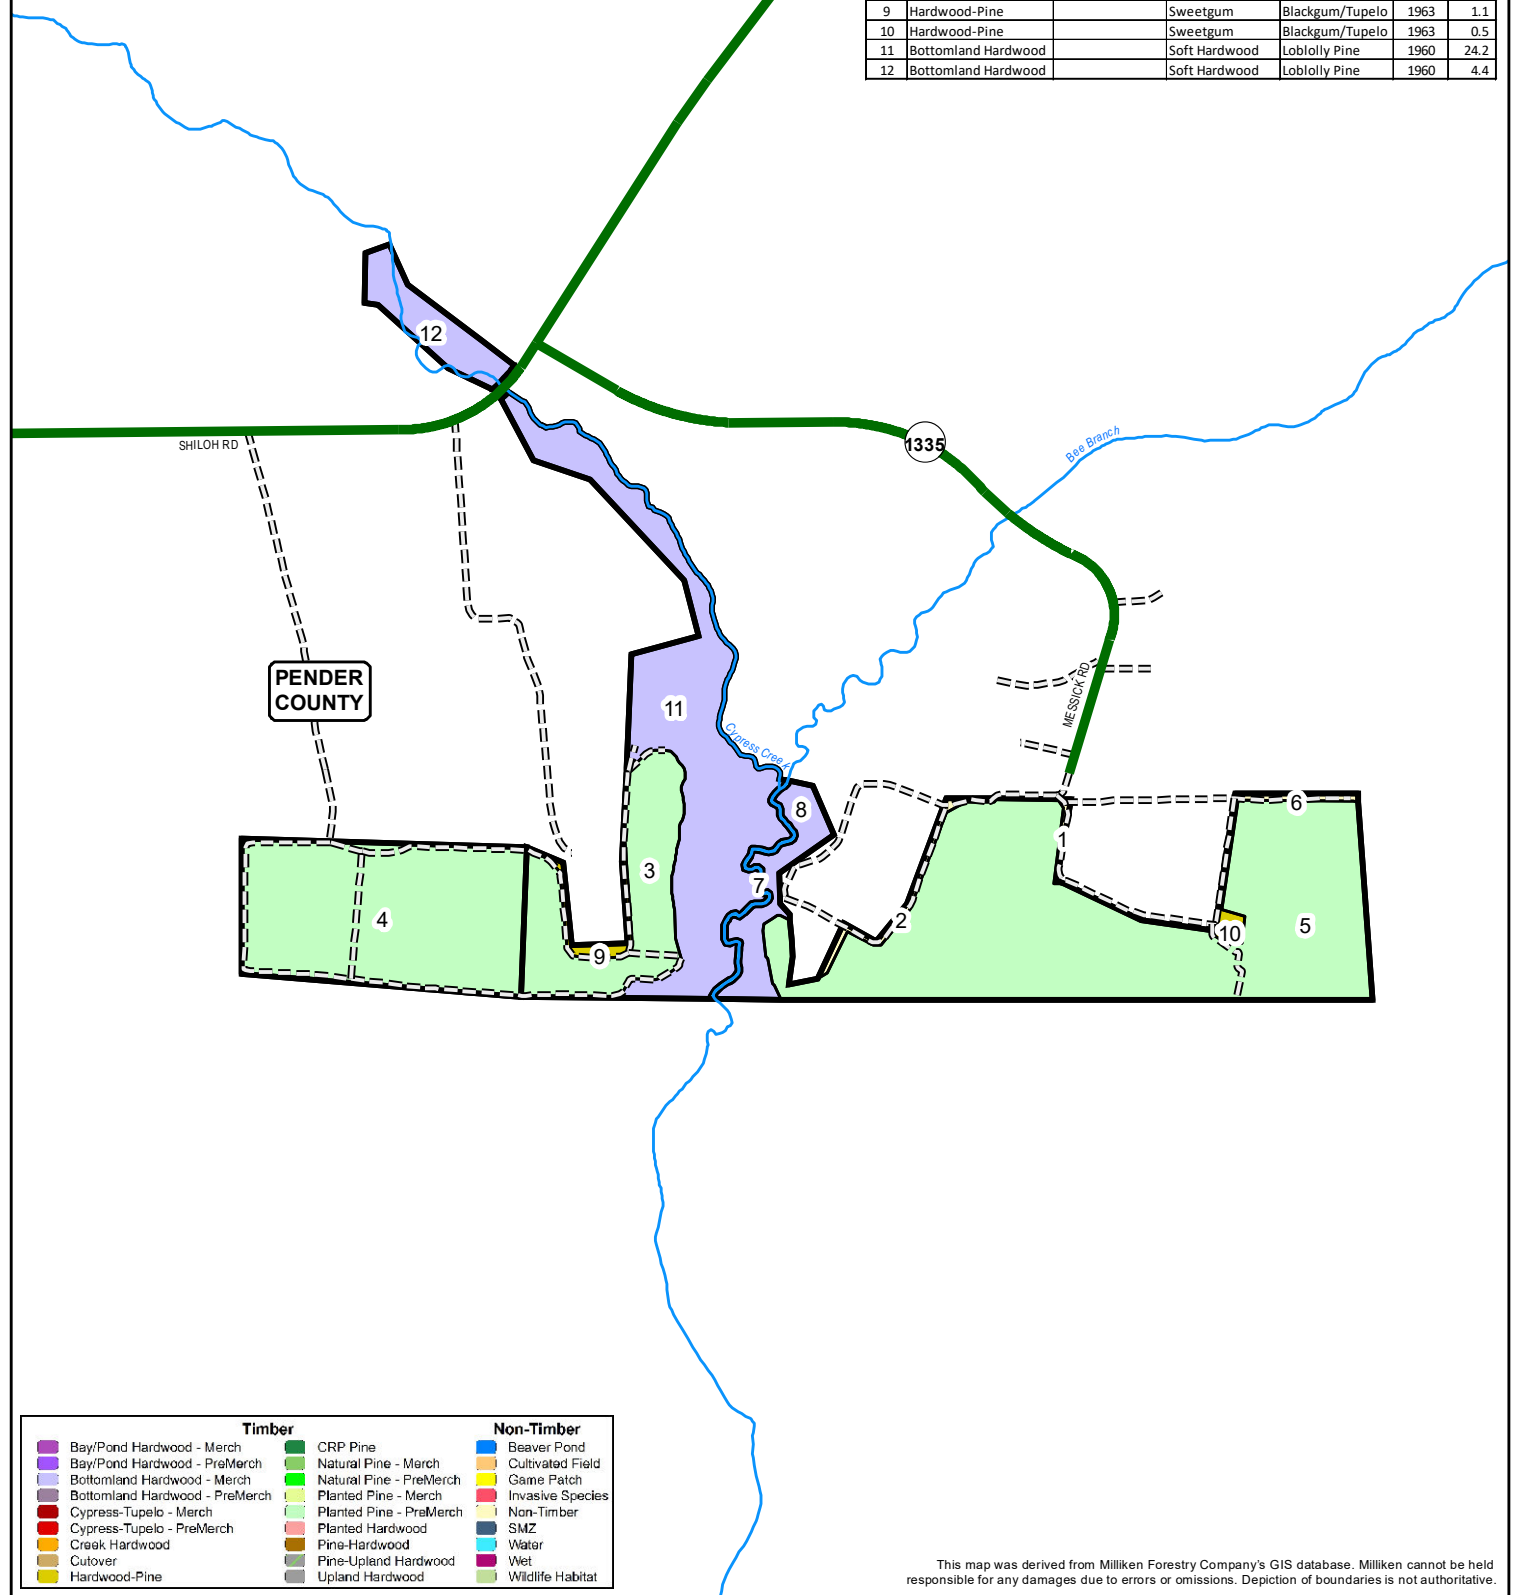 9 Hardwood-Pine Sweetgum Blackgum/Tupelo 1963 1.1
10 Hardwood-Pine Sweetgum Blackgum/Tupelo 1963 0.5
11 Bottomland Hardwood Soft Hardwood Loblolly Pine 1960 24.2
12 Bottomland Hardwood Soft Hardwood Loblolly Pine 1960 4.4
12
SHILOH RD
1335
Bee Branch
PENDER
COUNTY
MESSICK RD
11
Cypress Creek
8
6
1
3
7
4
2
5
10
9
Timber
Non-Timber
Bay/Pond Hardwood - Merch
Bay/Pond Hardwood - PreMerch
Bottomland Hardwood - Merch
Bottomland Hardwood - PreMerch
Cypress-Tupelo - Merch
Cypress-Tupelo - PreMerch
Creek Hardwood
Cutover
Hardwood-Pine
CRP Pine
Natural Pine - Merch
Natural Pine - PreMerch
Planted Pine - Merch
Planted Pine - PreMerch
Planted Hardwood
Pine-Hardwood
Pine-Upland Hardwood
Upland Hardwood
Beaver Pond
Cultivated Field
Game Patch
Invasive Species
Non-Timber
SMZ
Water
Wet
Wildlife Habitat
This map was derived from Milliken Forestry Company's GIS database. Milliken cannot be held
responsible for any damages due to errors or omissions. Depiction of boundaries is not authoritative.